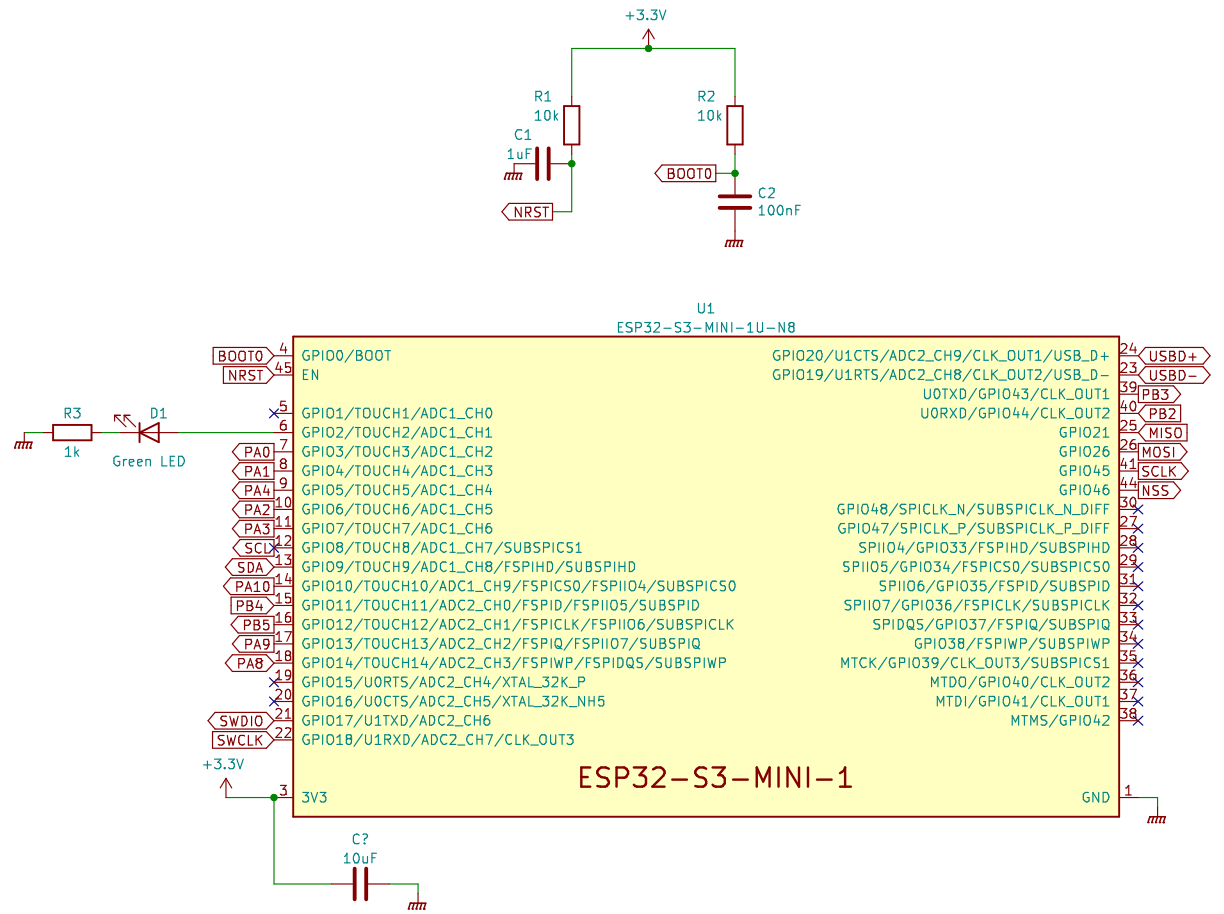 +3.3V
R1
10k
R2
10k
C1
1uF
BOOT0
C2
100nF
NRST
U1
ESP32-S3-MINI-1U-N8
BOOT0 4 GPIO0/BOOT GPIO20/U1CTS/ADC2_CH9/CLK_OUT1/USB_D+ 24 USBD+
NRST 45 EN GPIO19/U1RTS/ADC2_CH8/CLK_OUT2/USB_D- 23 USBD-
U0TXD/GPIO43/CLK_OUT1 39 PB3
R3 D1 5 GPIO1/TOUCH1/ADC1_CH0 U0RXD/GPIO44/CLK_OUT2 40 PB2
6 GPIO2/TOUCH2/ADC1_CH1 GPIO21 25 MISO
1k PA0 7 GPIO3/TOUCH3/ADC1_CH2 GPIO26 26 MOSI
Green LED PA1 8 GPIO4/TOUCH4/ADC1_CH3 GPIO45 41 SCLK
PA4 9 GPIO5/TOUCH5/ADC1_CH4 GPIO46 44 NSS
PA2 10 GPIO6/TOUCH6/ADC1_CH5 GPIO48/SPICLK_N/SUBSPICLK_N_DIFF 30
PA3 11 GPIO7/TOUCH7/ADC1_CH6 GPIO47/SPICLK_P/SUBSPICLK_P_DIFF 27
SCL 12 GPIO8/TOUCH8/ADC1_CH7/SUBSPICS1 SPIIO4/GPIO33/FSPIHD/SUBSPIHD 28
SDA 13 GPIO9/TOUCH9/ADC1_CH8/FSPIHD/SUBSPIHD SPIIO5/GPIO34/FSPICS0/SUBSPICS0 29
PA10 14 GPIO10/TOUCH10/ADC1_CH9/FSPICS0/FSPIIO4/SUBSPICS0 SPIIO6/GPIO35/FSPID/SUBSPID 31
PB4 15 GPIO11/TOUCH11/ADC2_CH0/FSPID/FSPIIO5/SUBSPID SPIIO7/GPIO36/FSPICLK/SUBSPICLK 32
PB5 16 GPIO12/TOUCH12/ADC2_CH1/FSPICLK/FSPIIO6/SUBSPICLK SPIDQS/GPIO37/FSPIQ/SUBSPIQ 33
PA9 17 GPIO13/TOUCH13/ADC2_CH2/FSPIQ/FSPIIO7/SUBSPIQ GPIO38/FSPIWP/SUBSPIWP 34
PA8 18 GPIO14/TOUCH14/ADC2_CH3/FSPIWP/FSPIDQS/SUBSPIWP MTCK/GPIO39/CLK_OUT3/SUBSPICS1 35
19 GPIO15/U0RTS/ADC2_CH4/XTAL_32K_P MTDO/GPIO40/CLK_OUT2 36
20 GPIO16/U0CTS/ADC2_CH5/XTAL_32K_NH5 MTDI/GPIO41/CLK_OUT1 37
SWDIO 21 GPIO17/U1TXD/ADC2_CH6 MTMS/GPIO42 38
SWCLK 22 GPIO18/U1RXD/ADC2_CH7/CLK_OUT3
+3.3V
ESP32-S3-MINI-1
3 3V3 GND 1
C?
10uF